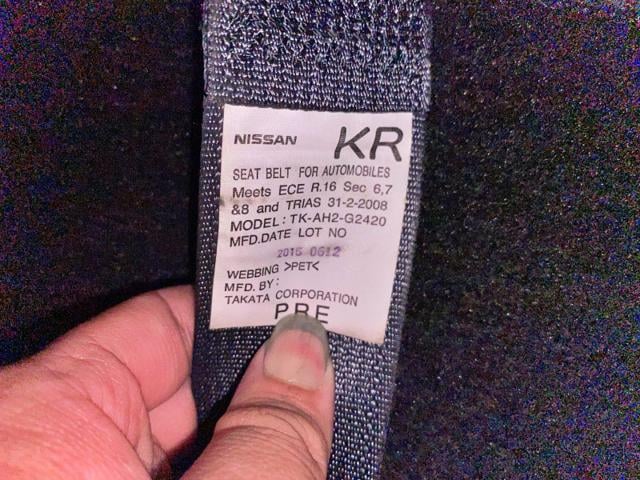 NISSAN KR
SEAT BELT FOR AUTOMOBILES
Meets ECE R.16 Sec 6,7
&8 and TRIAS 31-2-2008
MODEL: TK-AH2-G2420
MFD.DATE LOT NO
2015 0612
WEBBING >PET<
MFD. BY:
TAKATA CORPORATION